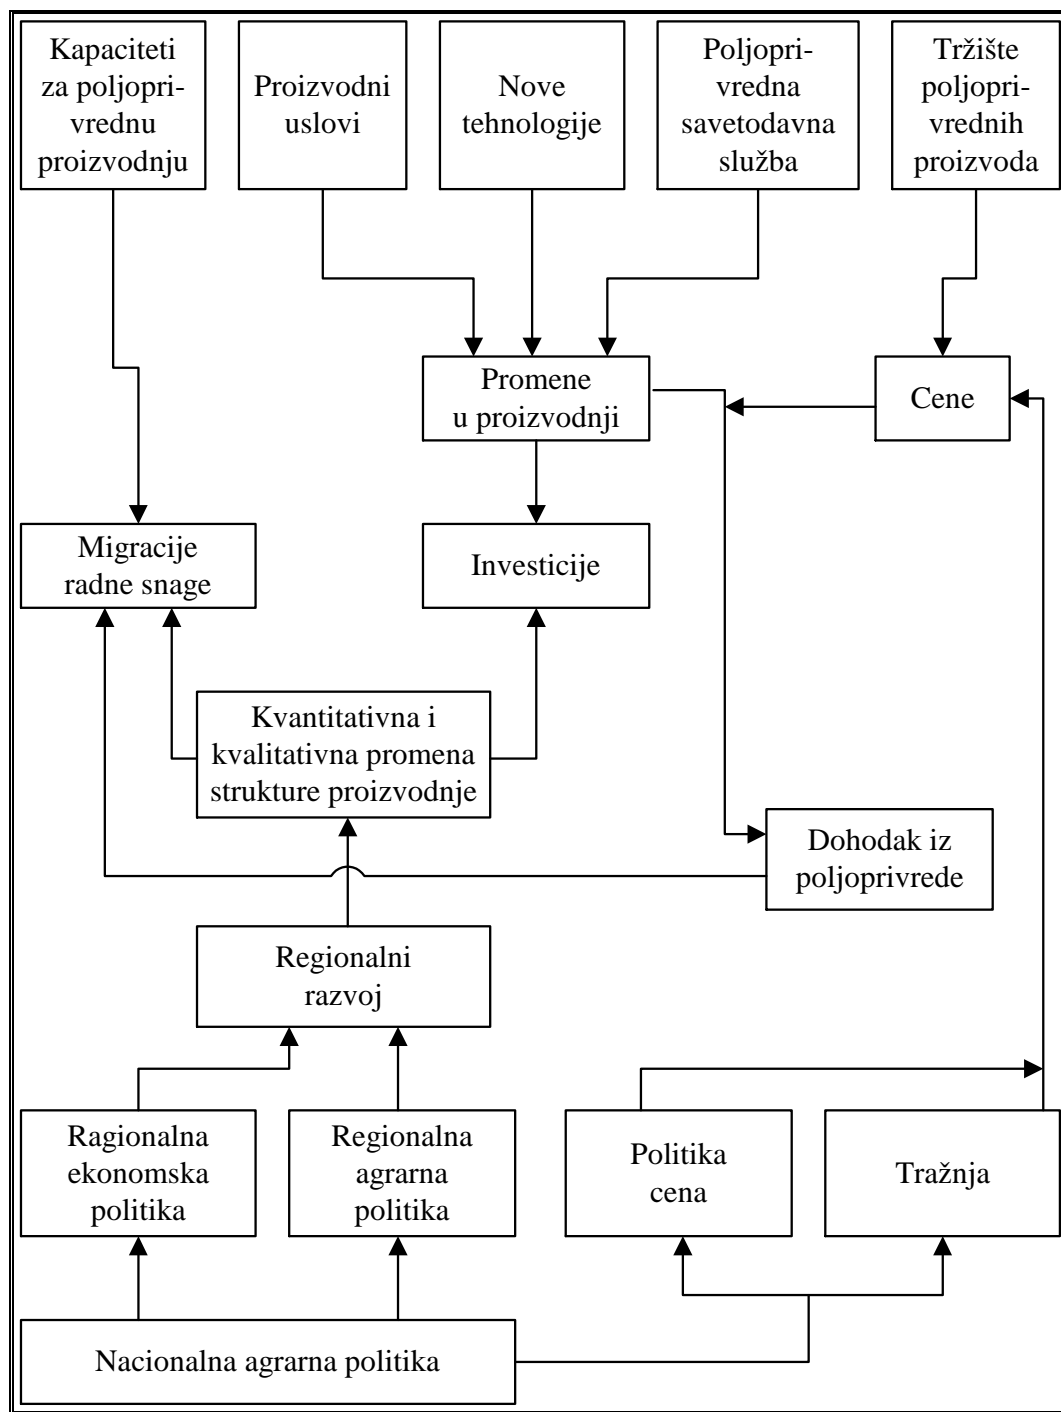 Kapaciteti
za poljopri-
vrednu
proizvodnju
Proizvodni
uslovi
Nove
tehnologije
Poljopri-
vredna
savetodavna
služba
Tržište
poljopri-
vrednih
proizvoda
Promene
u proizvodnji
Cene
Migracije
radne snage
Investicije
Kvantitativna i
kvalitativna promena
strukture proizvodnje
Dohodak iz
poljoprivrede
Regionalni
razvoj
Ragionalna
ekonomska
politika
Regionalna
agrarna
politika
Politika
cena
Tražnja
Nacionalna agrarna politika